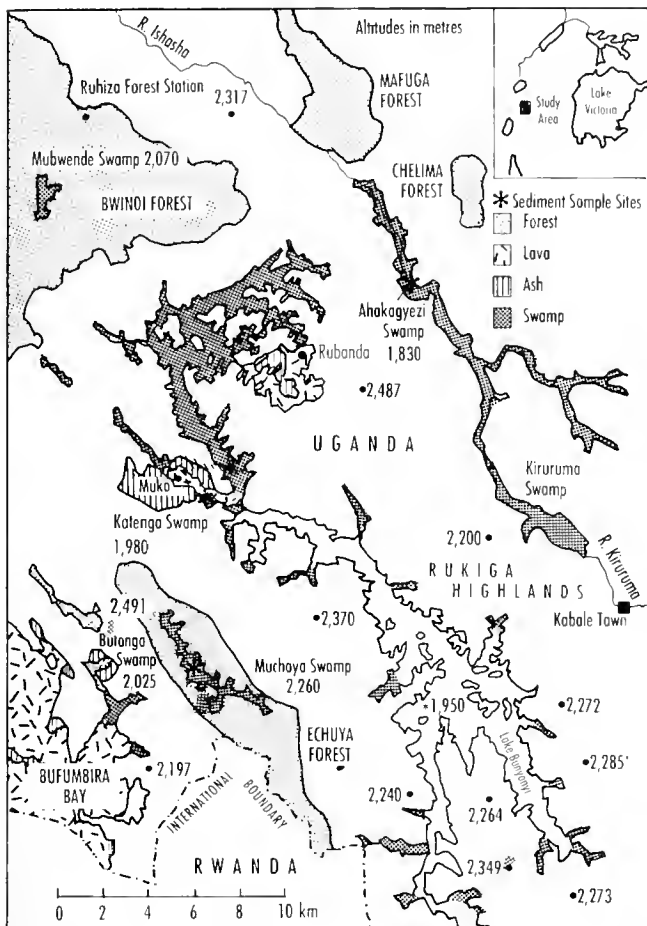 R. Ishasha
Altitudes in metres
Ruhiza Forest Station
2,317
MAFUGA
FOREST
Lake
Victoria
Study
Area
Mubwende Swamp 2,070
BWINDI FOREST
CHELIMA
FOREST
Sediment Sample Sites
Forest
Lava
Ash
Swamp
Ahakagyezi
Swamp
1,830
Rubanda
2,487
UGANDA
Muko
Katenga Swamp
1,980
Kiruruma
Swamp
2,200
R. Kiruruma
RUKIGA
HIGHLANDS
Kabale Town
2,491
2,370
Butonga
Swamp
2,025
Muchoya Swamp
2,260
1,950
2,272
ECHUYA
FOREST
Lake Bunyonyi
2,285
BUFUMBIRA
BAY
2,197
INTERNATIONAL
BOUNDARY
2,240
2,264
RWANDA
2,349
2,273
0 2 4 6 8 10 km